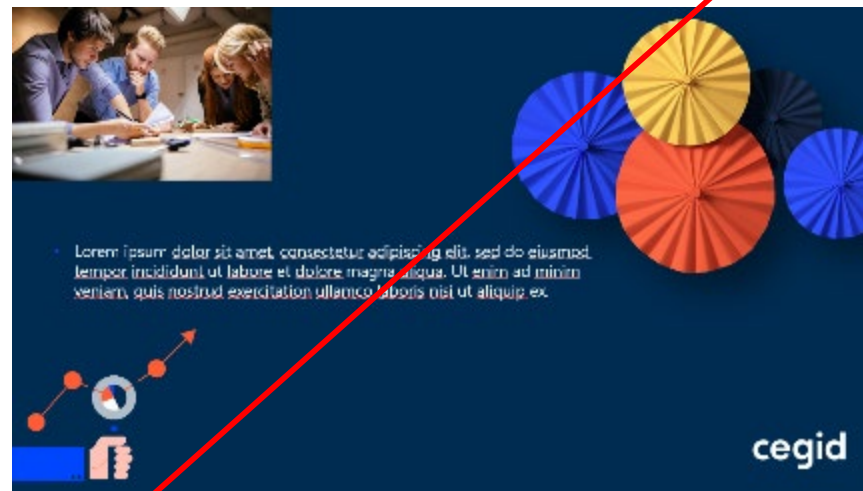 Lorem ipsum dolor sit amet, consectetur adipiscing elit, sed do eiusmod
tempor incididunt ut labore et dolore magna aliqua. Ut enim ad minim
veniam, quis nostrud exercitation ullamco laboris nisi ut aliquip ex
cegid